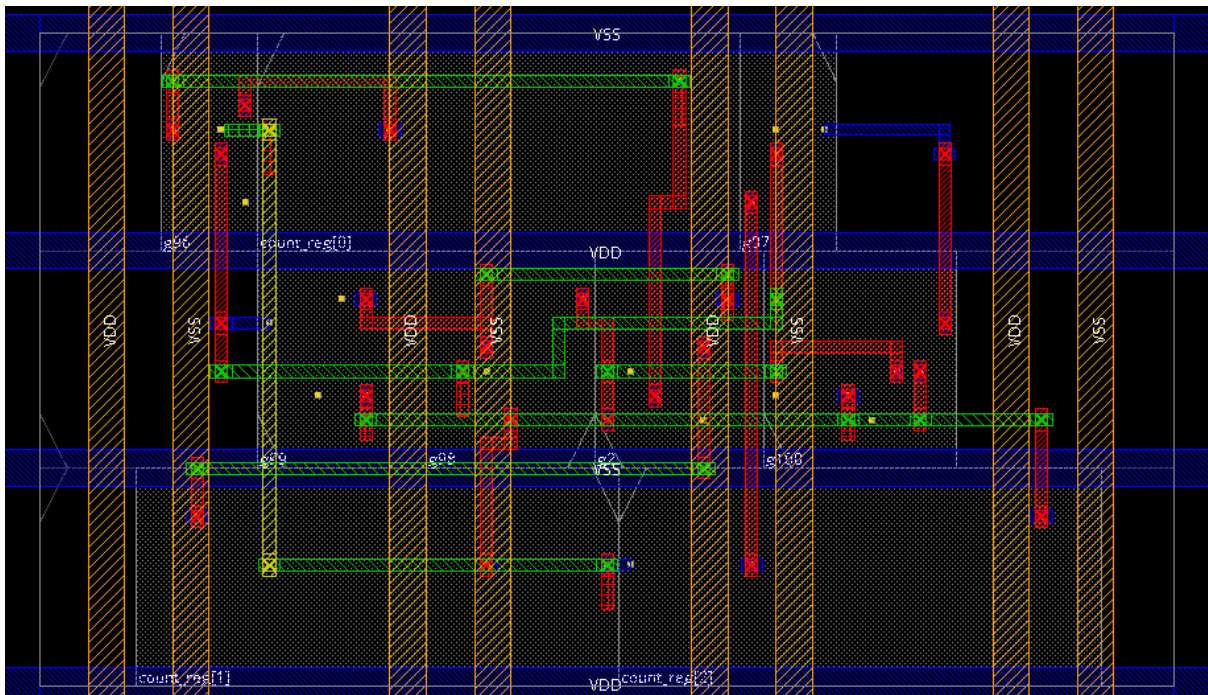 VSS
g96
count_reg[0]
VDD
g97
VDD
VSS
VDD
VSS
VDD
VSS
VDD
VSS
g99
g98
g2
VSS
g100
count_reg[1]
VDD
count_reg[2]